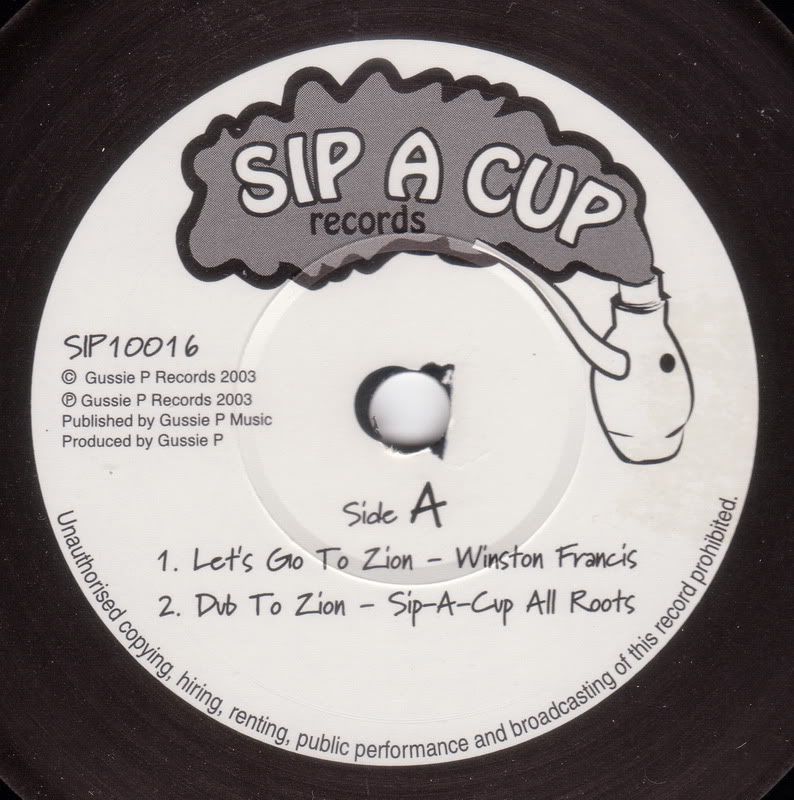 SIP A CUP
records
SIP10016
© Gussie P Records 2003
℗ Gussie P Records 2003
Published by Gussie P Music
Produced by Gussie P
Side A
1. Let's Go To Zion - Winston Francis
2. Dub To Zion - Sip-A-Cup All Roots
Unauthorised copying, hiring, renting, public performance and broadcasting of this record prohibited.